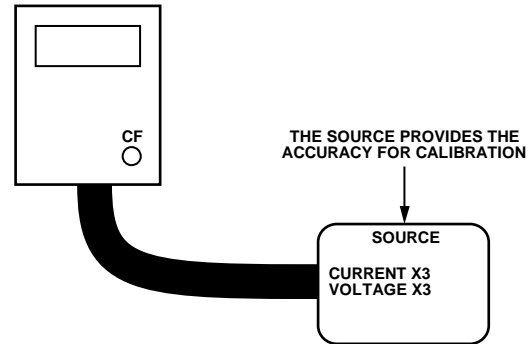 CF
THE SOURCE PROVIDES THE
ACCURACY FOR CALIBRATION
SOURCE
CURRENT X3
VOLTAGE X3